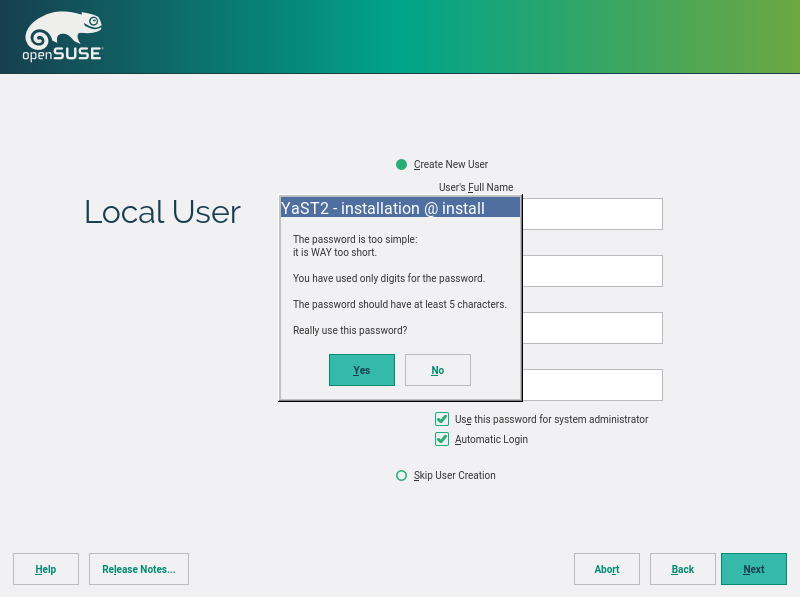 openSUSE
Create New User
User's Full Name
Local User
YaST2 - installation @ install
The password is too simple:
it is WAY too short.
You have used only digits for the password.
The password should have at least 5 characters.
Really use this password?
Yes No
Use this password for system administrator
Automatic Login
Skip User Creation
Help Release Notes... Abort Back Next